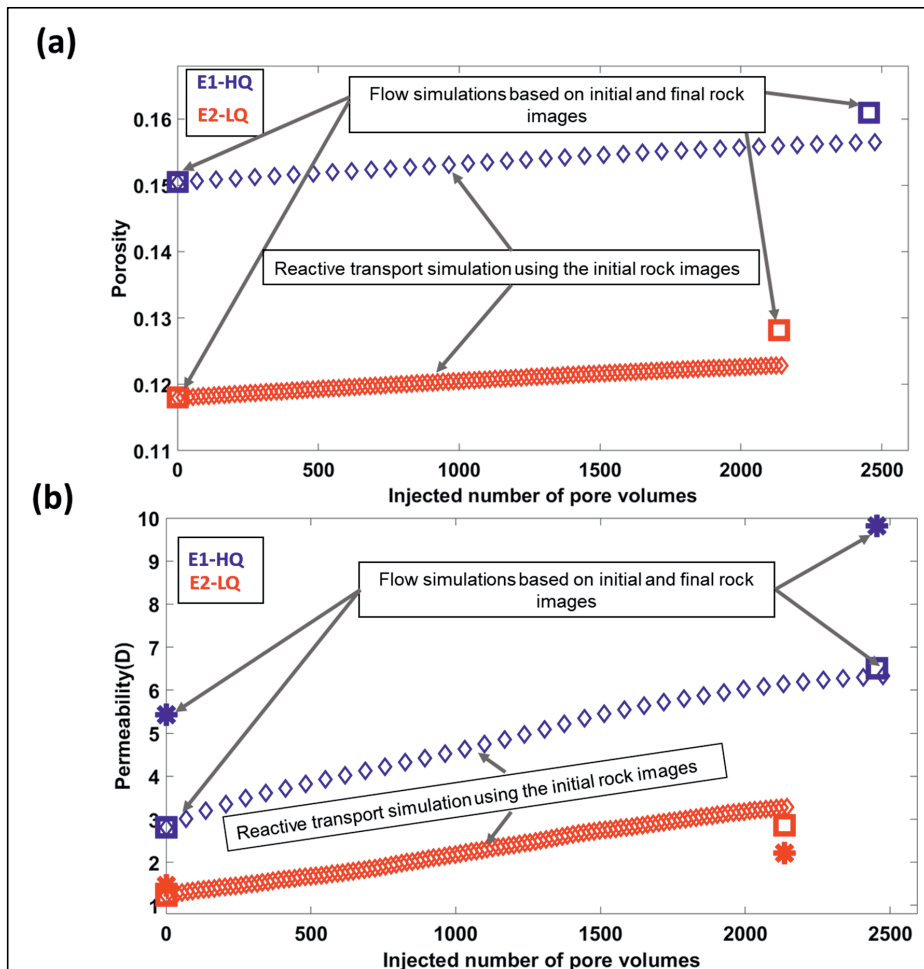 (a)
E1-HQ
E2-LQ
Flow simulations based on initial and final rock
images
Reactive transport simulation using the initial rock images
Porosity
0.16
0.15
0.14
0.13
0.12
0.11
0
500
1000
1500
2000
2500
Injected number of pore volumes
(b)
E1-HQ
E2-LQ
Flow simulations based on initial and final rock
images
Reactive transport simulation using the initial rock images
Permeability(D)
10
9
8
7
6
5
4
3
2
1
0
500
1000
1500
2000
2500
Injected number of pore volumes